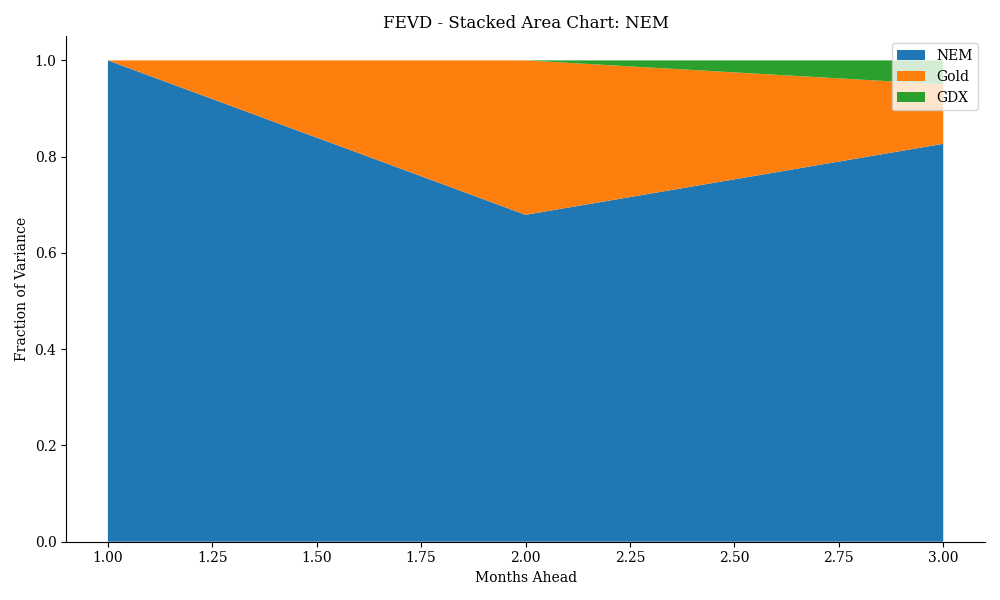 FEVD - Stacked Area Chart: NEM
NEM
Gold
GDX
1.0
0.8
0.6
0.4
0.2
0.0
Fraction of Variance
1.00 1.25 1.50 1.75 2.00 2.25 2.50 2.75 3.00
Months Ahead